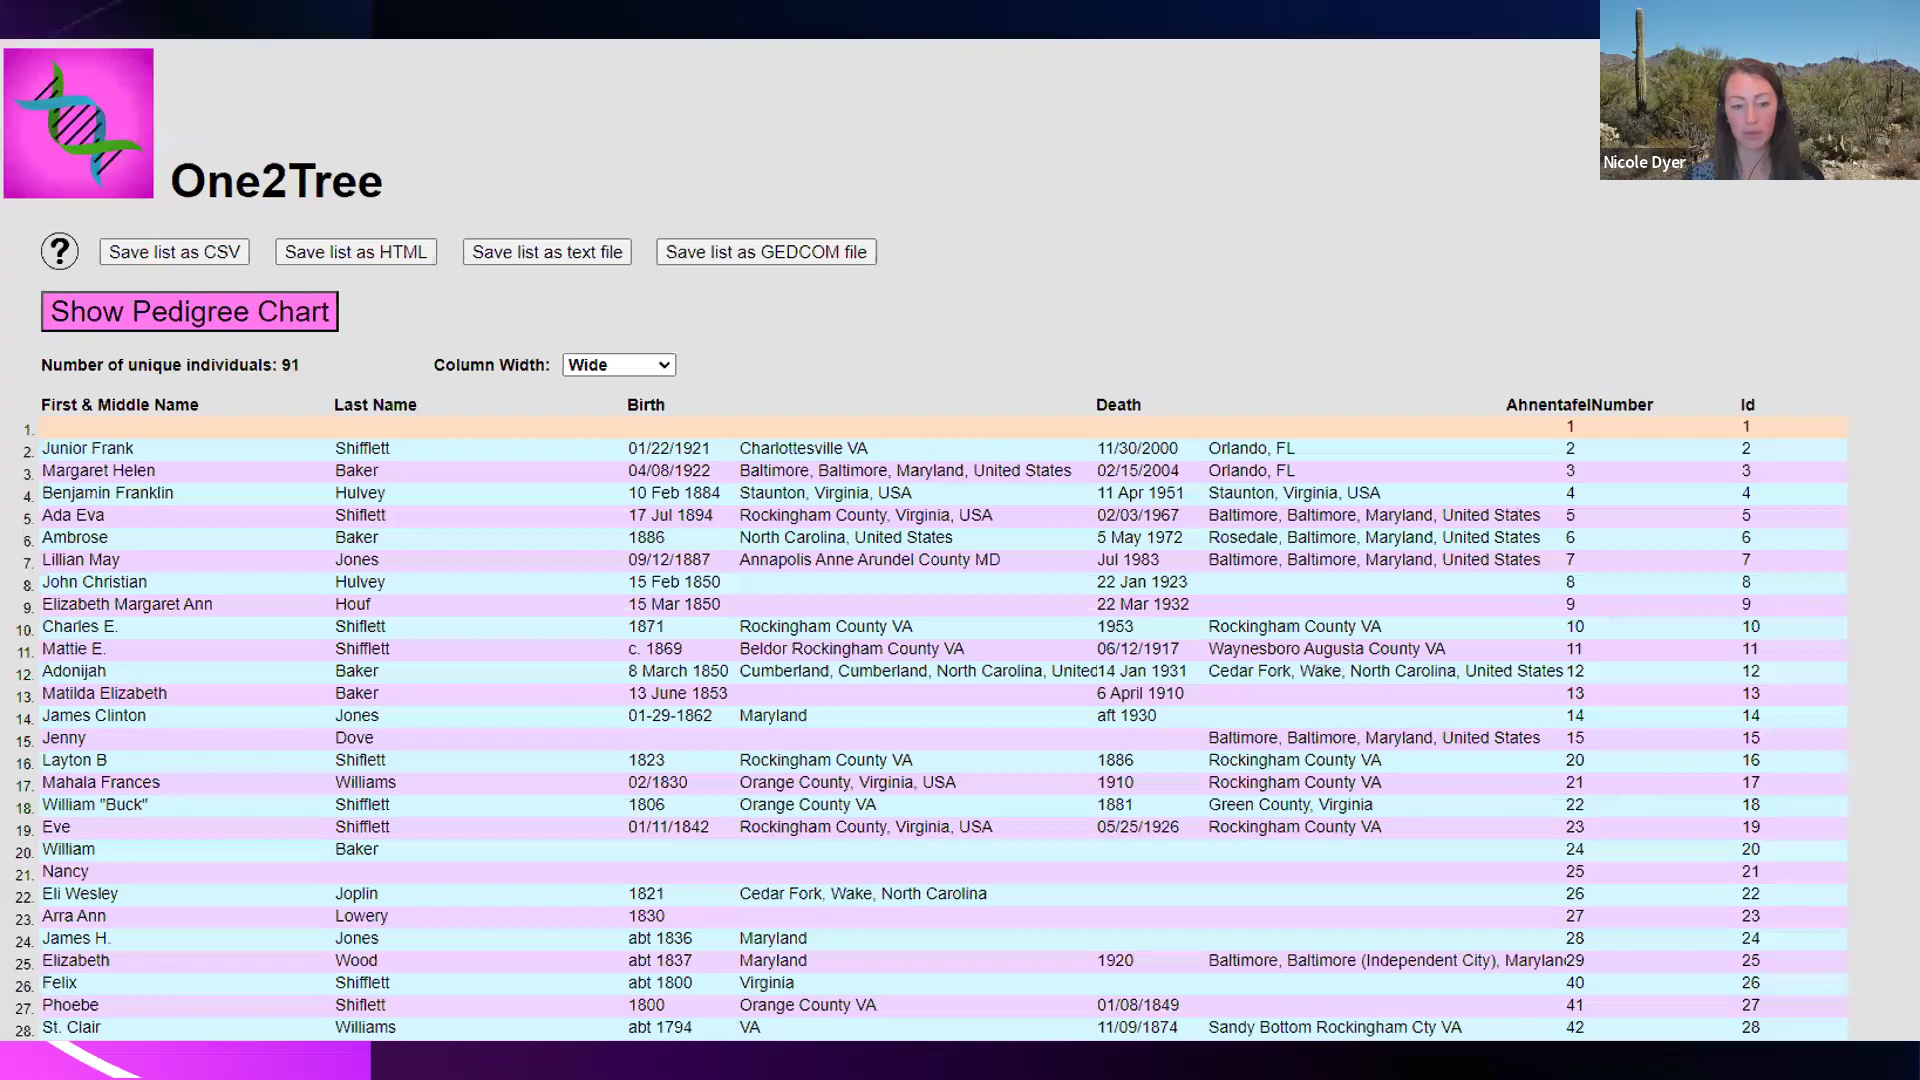 Nicole Dyer
One2Tree
? Save list as CSV Save list as HTML Save list as text file Save list as GEDCOM file
Show Pedigree Chart
Number of unique individuals: 91 Column Width: Wide
First & Middle Name Last Name Birth Death AhnentafelNumber Id
1. 1 1
2. Junior Frank Shifflett 01/22/1921 Charlottesville VA 11/30/2000 Orlando, FL 2 2
3. Margaret Helen Baker 04/08/1922 Baltimore, Baltimore, Maryland, United States 02/15/2004 Orlando, FL 3 3
4. Benjamin Franklin Hulvey 10 Feb 1884 Staunton, Virginia, USA 11 Apr 1951 Staunton, Virginia, USA 4 4
5. Ada Eva Shiflett 17 Jul 1894 Rockingham County, Virginia, USA 02/03/1967 Baltimore, Baltimore, Maryland, United States 5 5
6. Ambrose Baker 1886 North Carolina, United States 5 May 1972 Rosedale, Baltimore, Maryland, United States 6 6
7. Lillian May Jones 09/12/1887 Annapolis Anne Arundel County MD Jul 1983 Baltimore, Baltimore, Maryland, United States 7 7
8. John Christian Hulvey 15 Feb 1850 22 Jan 1923 8 8
9. Elizabeth Margaret Ann Houf 15 Mar 1850 22 Mar 1932 9 9
10. Charles E. Shiflett 1871 Rockingham County VA 1953 Rockingham County VA 10 10
11. Mattie E. Shifflett c. 1869 Beldor Rockingham County VA 06/12/1917 Waynesboro Augusta County VA 11 11
12. Adonijah Baker 8 March 1850 Cumberland, Cumberland, North Carolina, United 14 Jan 1931 Cedar Fork, Wake, North Carolina, United States 12 12
13. Matilda Elizabeth Baker 13 June 1853 6 April 1910 13 13
14. James Clinton Jones 01-29-1862 Maryland aft 1930 14 14
15. Jenny Dove Baltimore, Baltimore, Maryland, United States 15 15
16. Layton B Shiflett 1823 Rockingham County VA 1886 Rockingham County VA 20 16
17. Mahala Frances Williams 02/1830 Orange County, Virginia, USA 1910 Rockingham County VA 21 17
18. William "Buck" Shifflett 1806 Orange County VA 1881 Green County, Virginia 22 18
19. Eve Shifflett 01/11/1842 Rockingham County, Virginia, USA 05/25/1926 Rockingham County VA 23 19
20. William Baker 24 20
21. Nancy 25 21
22. Eli Wesley Joplin 1821 Cedar Fork, Wake, North Carolina 26 22
23. Arra Ann Lowery 1830 27 23
24. James H. Jones abt 1836 Maryland 28 24
25. Elizabeth Wood abt 1837 Maryland 1920 Baltimore, Baltimore (Independent City), Marylan 29 25
26. Felix Shifflett abt 1800 Virginia 40 26
27. Phoebe Shiflett 1800 Orange County VA 01/08/1849 41 27
28. St. Clair Williams abt 1794 VA 11/09/1874 Sandy Bottom Rockingham Cty VA 42 28